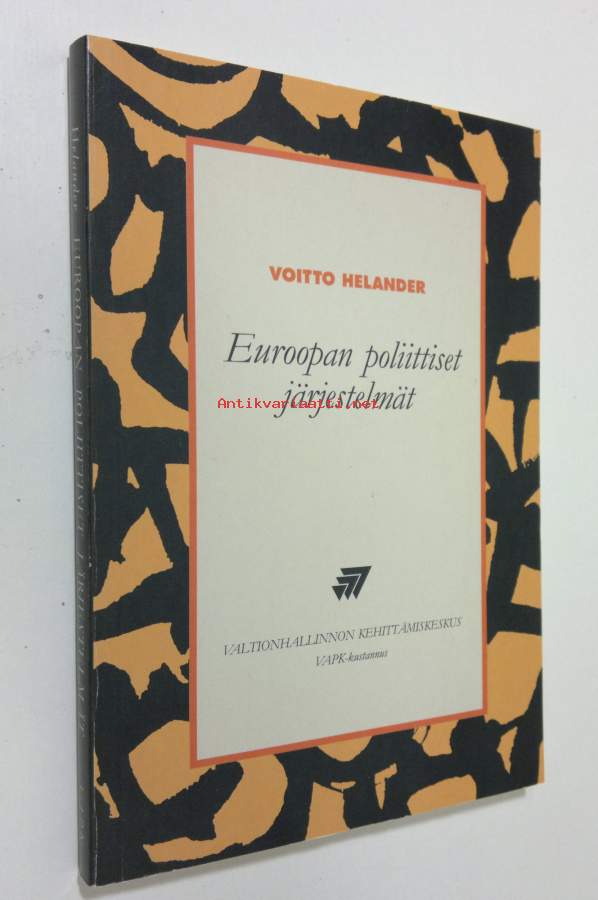 VOITTO HELANDER
Euroopan poliittiset
järjestelmät
Antikvariaatti.net
VALTIONHALLINNON KEHITTÄMISKESKUS
VAPK-kustannus
Helander EUROOPAN POLIITTISET JÄRJESTELMÄT